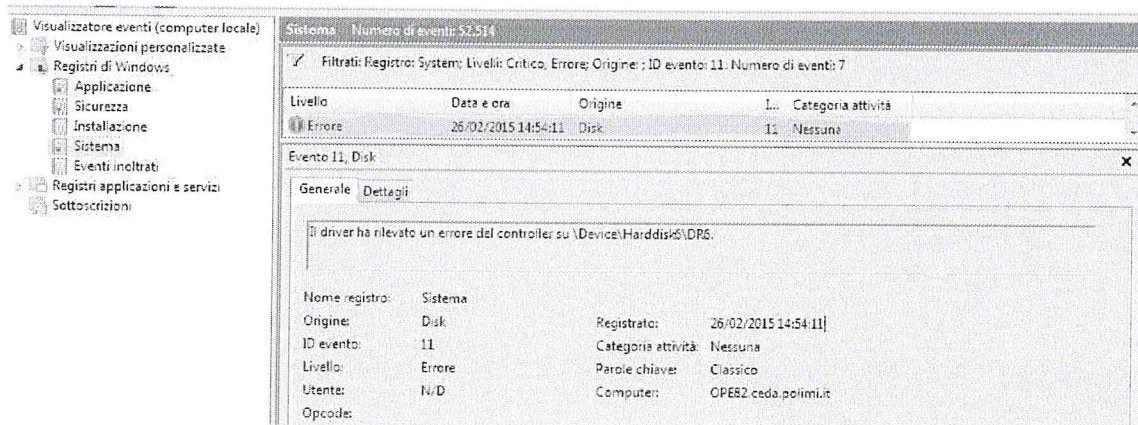 Visualizzatore eventi (computer locale)
Visualizzazioni personalizzate
Registri di Windows
Applicazione
Sicurezza
Installazione
Sistema
Eventi inoltrati
Registri applicazioni e servizi
Sottoscrizioni
Sistema Numero di eventi: 52.514
Filtrati: Registro: System; Livelli: Critico, Errore; Origine: ; ID evento: 11. Numero di eventi: 7
Livello Data e ora Origine I... Categoria attività
Errore 26/02/2015 14:54:11 Disk 11 Nessuna
Evento 11, Disk
Generale Dettagli
Il driver ha rilevato un errore del controller su \Device\Harddisk6\DR6.
Nome registro: Sistema
Origine: Disk Registrato: 26/02/2015 14:54:11
ID evento: 11 Categoria attività: Nessuna
Livello: Errore Parole chiave: Classico
Utente: N/D Computer: OPE82.ceda.polimi.it
Opcode: